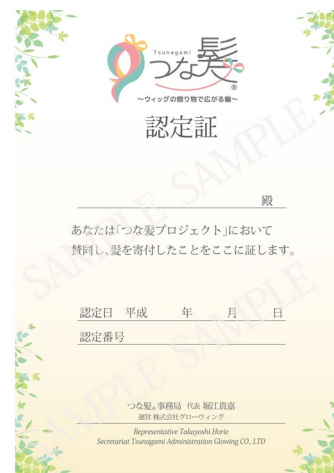 Tsunagami
つな髪®
~ウィッグの贈り物で広がる輪~
認定証
殿
あなたは「つな髪プロジェクト」において
賛同し、髪を寄付したことをここに証します。
認定日 平成 年 月 日
認定番号
つな髪®事務局 代表 堀江貴嘉
運営 株式会社グローウィング
Representative Takayoshi Horie
Secretariat Tsunagami Administration Glowing CO., LTD
SAMPLE SAMPLE
SAMPLE SAMPLE
SAMPLE SAMPLE